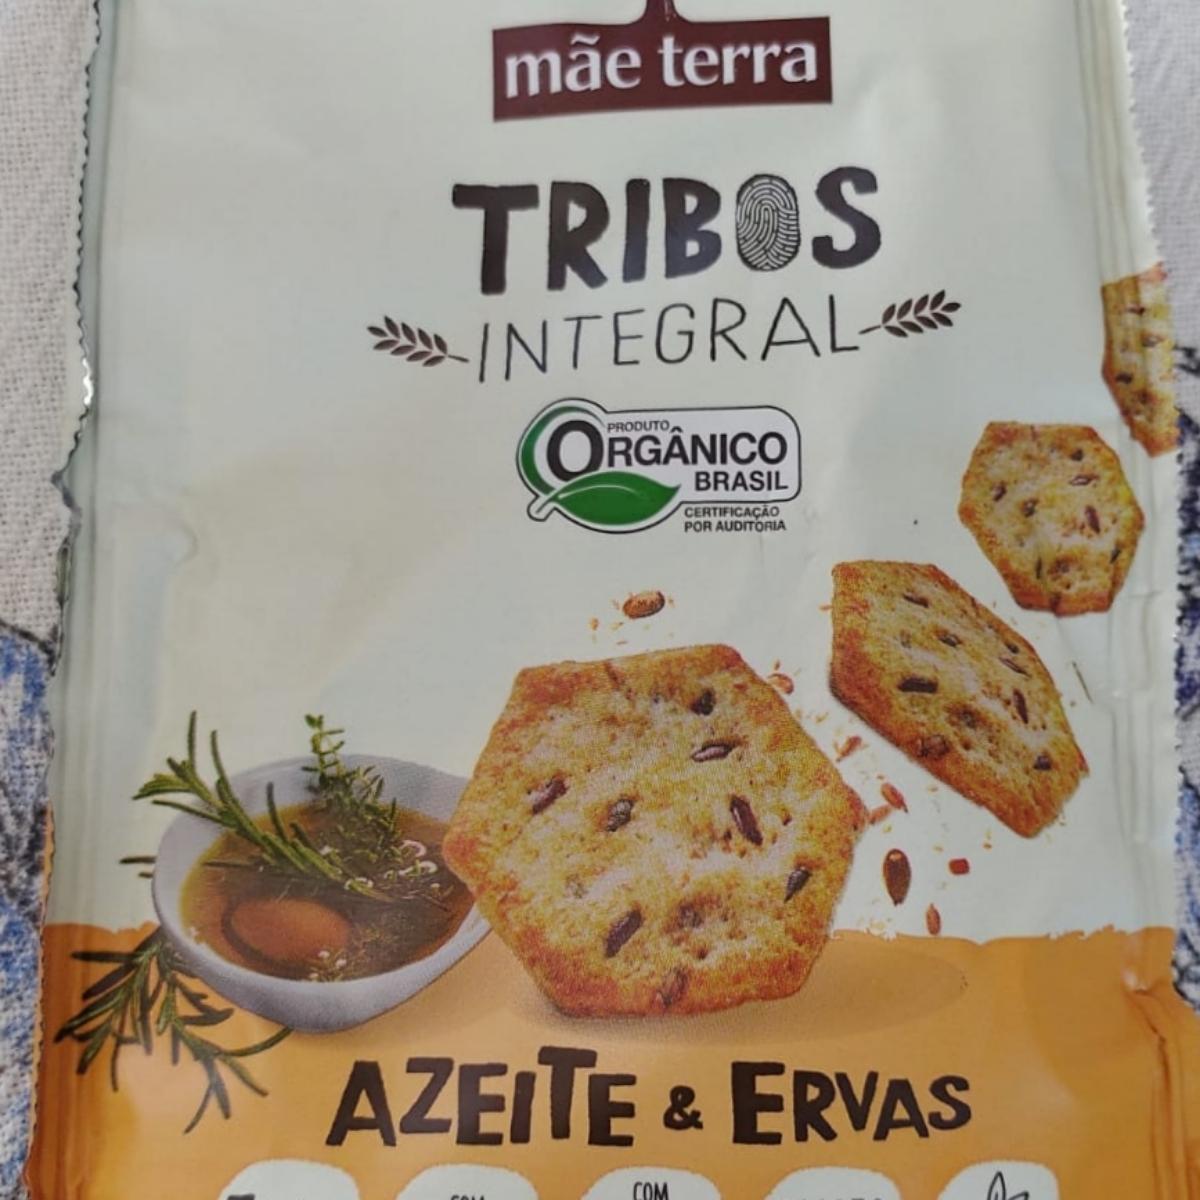 mãe terra
TRIBOS
INTEGRAL
PRODUTO
ORGÂNICO
BRASIL
CERTIFICAÇÃO
POR AUDITORIA
AZEITE & ERVAS
COM
COM